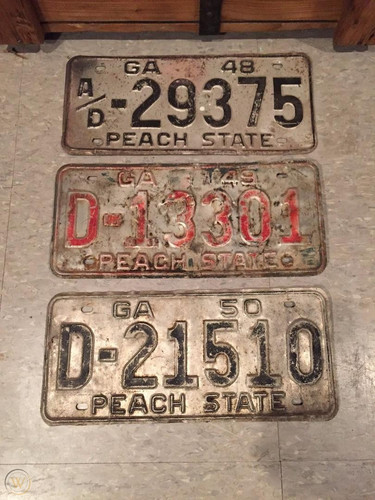 GA 48
A/D-29375
PEACH STATE
GA 49
D-13301
PEACH STATE
GA 50
D-21510
PEACH STATE